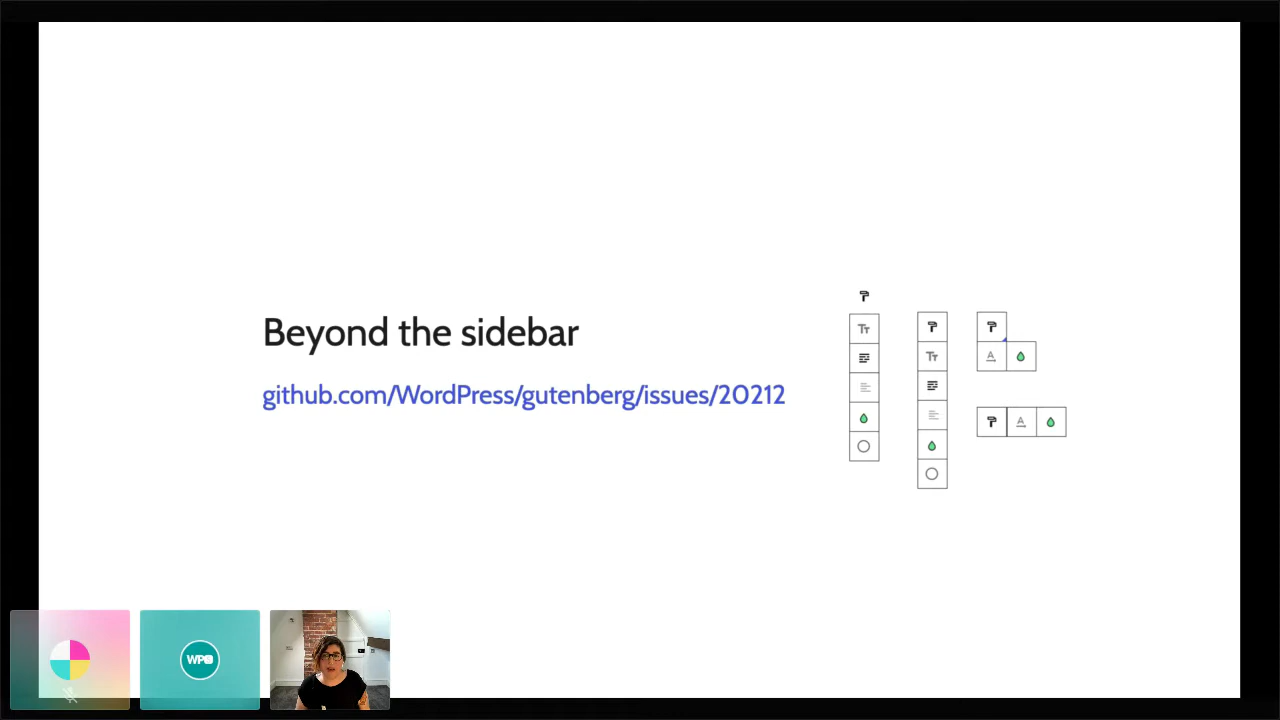 Beyond the sidebar
github.com/WordPress/gutenberg/issues/20212